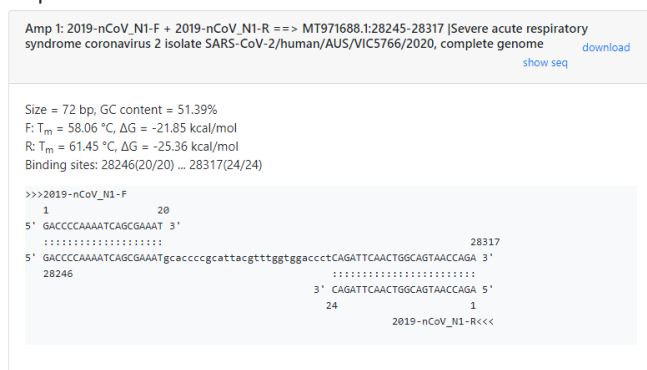 Amp 1: 2019-nCoV_N1-F + 2019-nCoV_N1-R ==> MT971688.1:28245-28317 |Severe acute respiratory
syndrome coronavirus 2 isolate SARS-CoV-2/human/AUS/VIC5766/2020, complete genome
download
show seq
Size = 72 bp, GC content = 51.39%
F: Tm = 58.06 °C, ΔG = -21.85 kcal/mol
R: Tm = 61.45 °C, ΔG = -25.36 kcal/mol
Binding sites: 28246(20/20) ... 28317(24/24)
>>>2019-nCoV_N1-F
1 20
5' GACCCCAAAATCAGCGAAAT 3'
:::::::::::::::::::: 28317
5' GACCCCAAAATCAGCGAAATgcaccccgcattacgtttggtggaccctCAGATTCAACTGGCAGTAACCAGA 3'
28246 ::::::::::::::::::::::::
3' CAGATTCAACTGGCAGTAACCAGA 5'
24 1
2019-nCoV_N1-R<<<